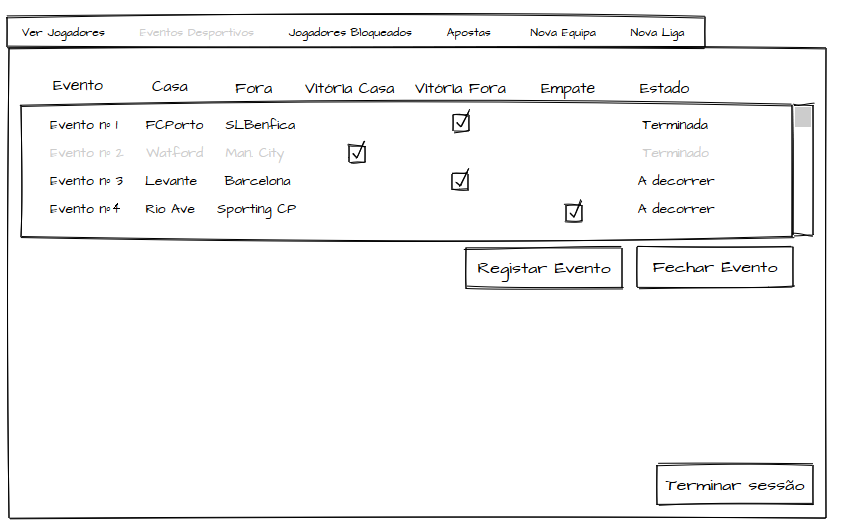 Ver Jogadores Eventos Desportivos Jogadores Bloqueados Apostas Nova Equipa Nova Liga
Evento Casa Fora Vitória Casa Vitória Fora Empate Estado
Evento nº 1 FCPorto SLBenfica Terminada
Evento nº 2 Watford Man. City Terminado
Evento nº 3 Levante Barcelona A decorrer
Evento nº 4 Rio Ave Sporting CP A decorrer
Registar Evento Fechar Evento
Terminar sessão